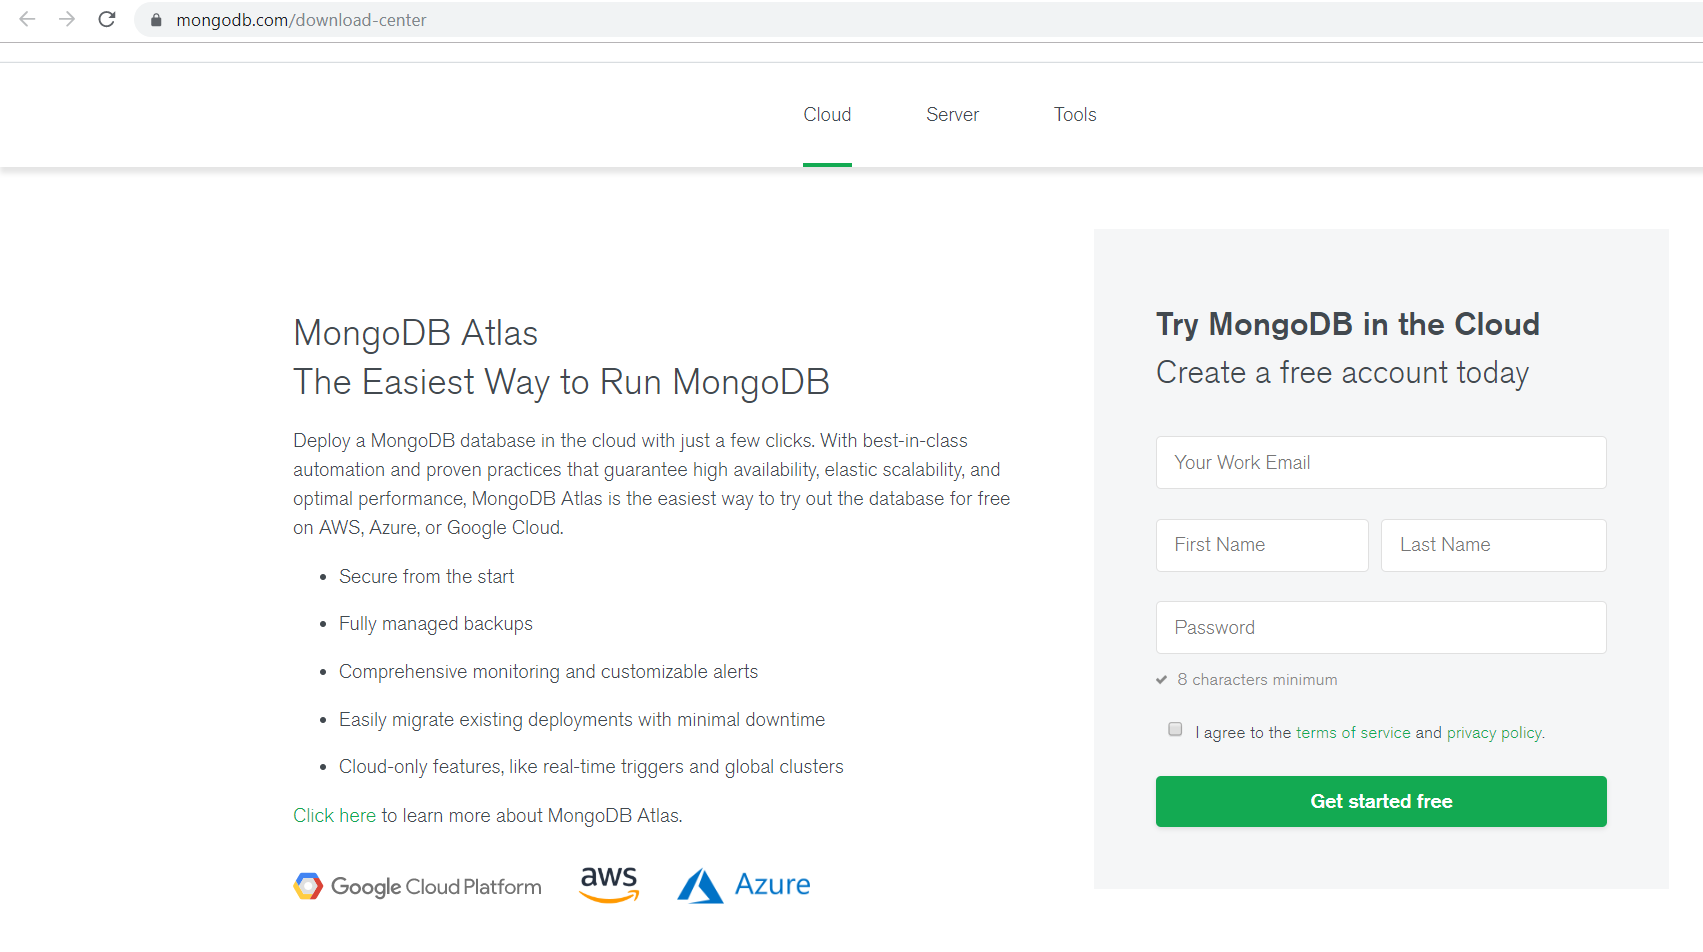 mongodb.com/download-center
Cloud Server Tools
MongoDB Atlas
The Easiest Way to Run MongoDB
Deploy a MongoDB database in the cloud with just a few clicks. With best-in-class
automation and proven practices that guarantee high availability, elastic scalability, and
optimal performance, MongoDB Atlas is the easiest way to try out the database for free
on AWS, Azure, or Google Cloud.
• Secure from the start
• Fully managed backups
• Comprehensive monitoring and customizable alerts
• Easily migrate existing deployments with minimal downtime
• Cloud-only features, like real-time triggers and global clusters
Click here to learn more about MongoDB Atlas.
Google Cloud Platform aws Azure
Try MongoDB in the Cloud
Create a free account today
Your Work Email
First Name Last Name
Password
8 characters minimum
I agree to the terms of service and privacy policy.
Get started free